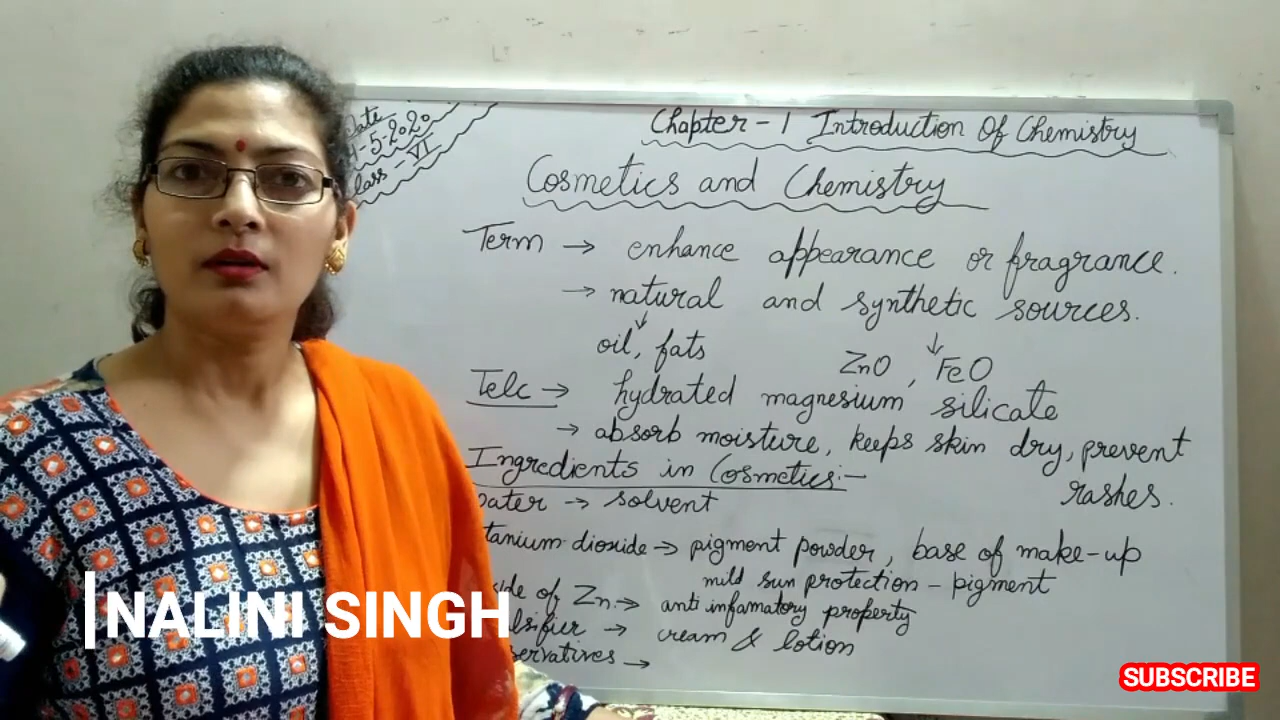 Date
-5-2020
lass - VI
Chapter - 1 Introduction Of Chemistry
Cosmetics and Chemistry
Term → enhance appearance or fragrance.
→ natural and synthetic sources.
oil, fats ZnO, FeO
Telc → hydrated magnesium silicate
→ absorb moisture, keeps skin dry, prevent
rashes.
Ingredients in Cosmetics:-
ater → solvent
tanium dioxide → pigment powder, base of make-up
mild sun protection - pigment
ide of Zn. → anti infamatory property
lsifier → cream & lotion
servatives →
NALINI SINGH
SUBSCRIBE